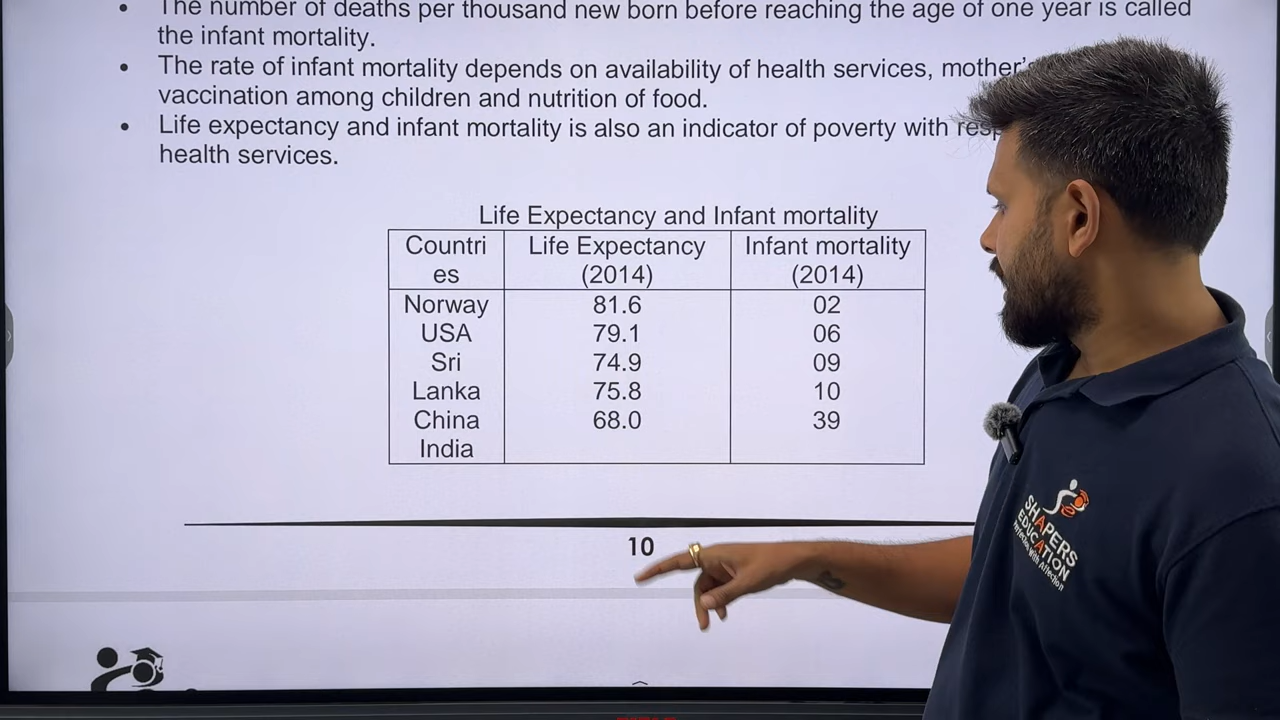 • The number of deaths per thousand new born before reaching the age of one year is called
the infant mortality.
• The rate of infant mortality depends on availability of health services, mother's
vaccination among children and nutrition of food.
• Life expectancy and infant mortality is also an indicator of poverty with
health services.
Life Expectancy and Infant mortality
Countri Life Expectancy Infant mortality
es (2014) (2014)
Norway 81.6 02
USA 79.1 06
Sri 74.9 09
Lanka 75.8 10
China 68.0 39
India
10
SHAPERS
EDUCATION
Perfection With Affection